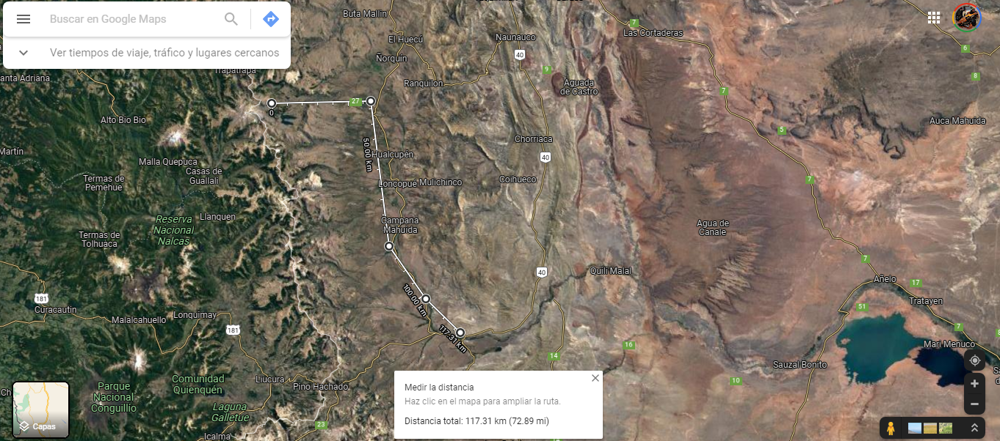 Buscar en Google Maps
Ver tiempos de viaje, tráfico y lugares cercanos
Buta Mallin
El Huecú
Naunauco
Las Cortaderas
7
6
Ñorquin
40
9
8
Trapatrapa
anta Adriana
Ranquilon
Aguada
de Castro
7
27
0
Alto Bio Bio
Auca Mahuida
5
Chorriaca
50.00 km
Martín
Malla Quepuca
Hualcupén
40
Casas de
Guallali
Termas de
Pemehue
Loncopué
Mulichinco
Coihueco
7
Reserva
Nacional
Nalcas
Llanquen
Campana
Mahuida
Agua de
Canale
Termas de
Tolhuaca
7
40
Quili Malal
Añelo
17
181
100.00 km
Tratayen
51
Curacautin
Malalcahuello
Lonquimay
181
117.31 km
7
16
Mari Menuco
14
Sauzal Bonito
10
Liucura
Comunidad
Quienquén
Pino Hachado
Parque
Nacional
Conguillío
Laguna
Galletue
23
Icalma
Ch
Capas
Medir la distancia
Haz clic en el mapa para ampliar la ruta.
Distancia total: 117.31 km (72.89 mi)